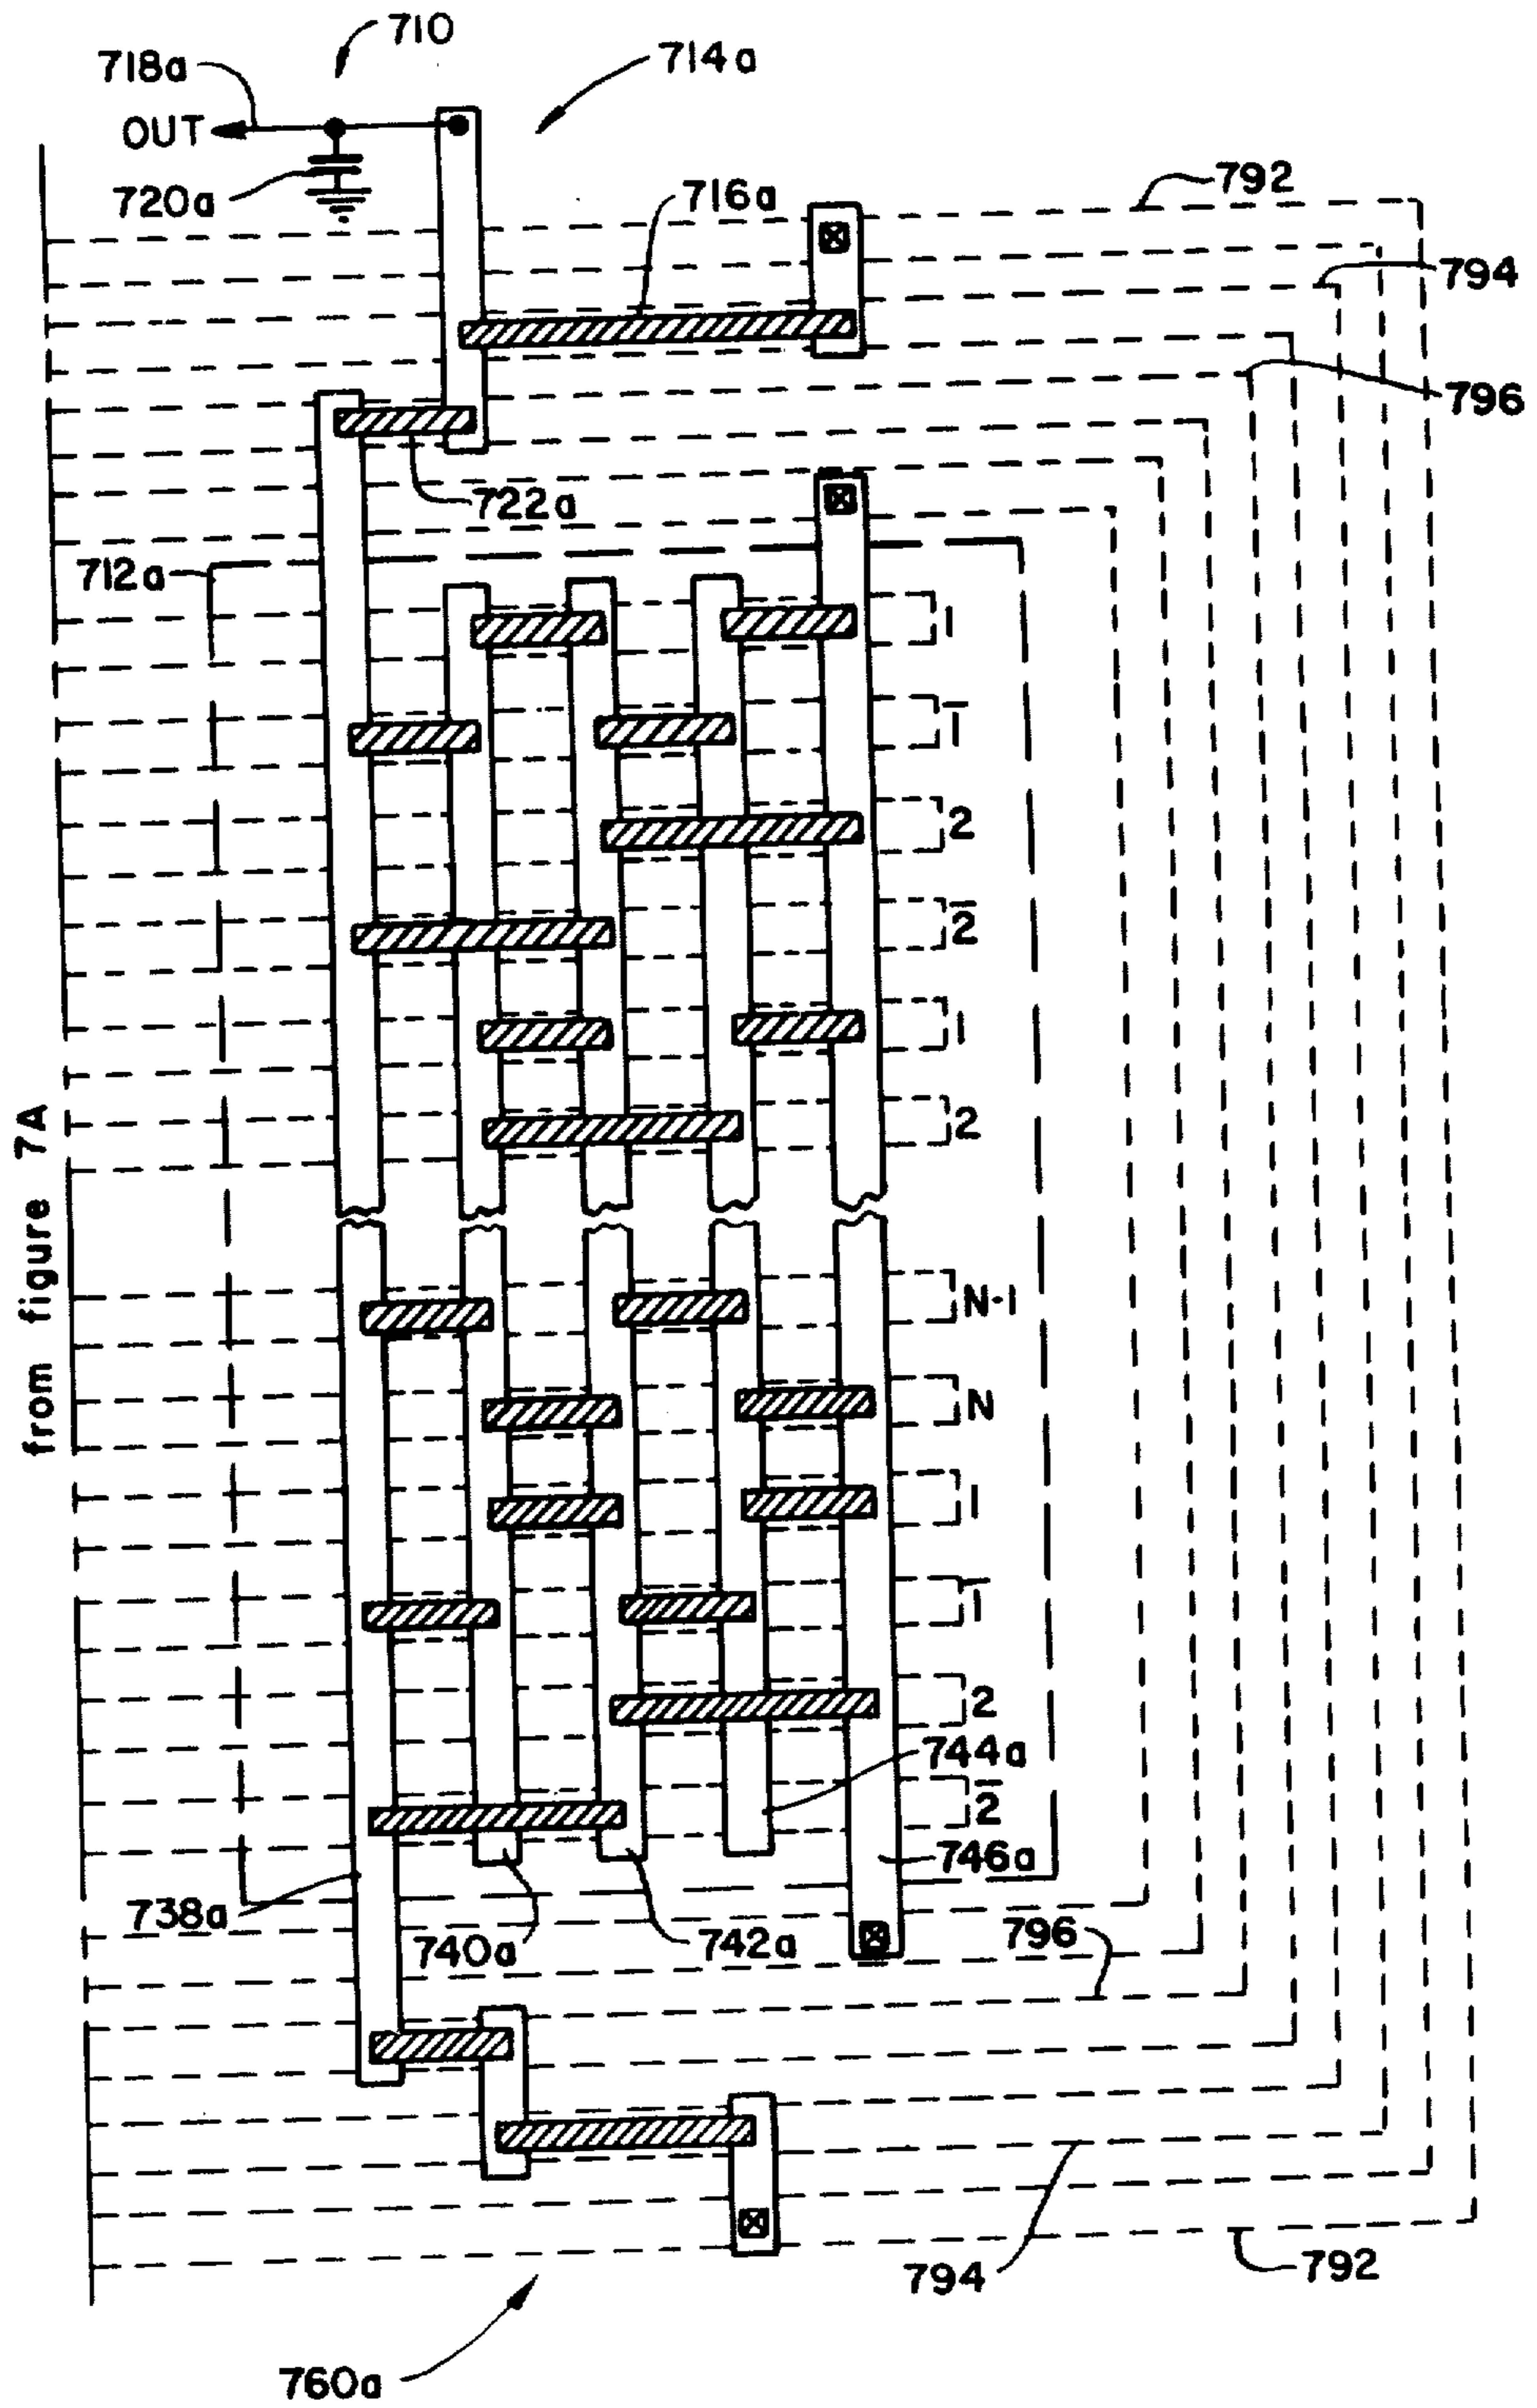 710
718a
714a
OUT
720a
716a
792
794
796
722a
712a
1
1̅
2
2̅
1
2
from figure 7A
N-1
N
1
1̅
2
744a
2̅
746a
738a
740a
742a
796
794
792
760a